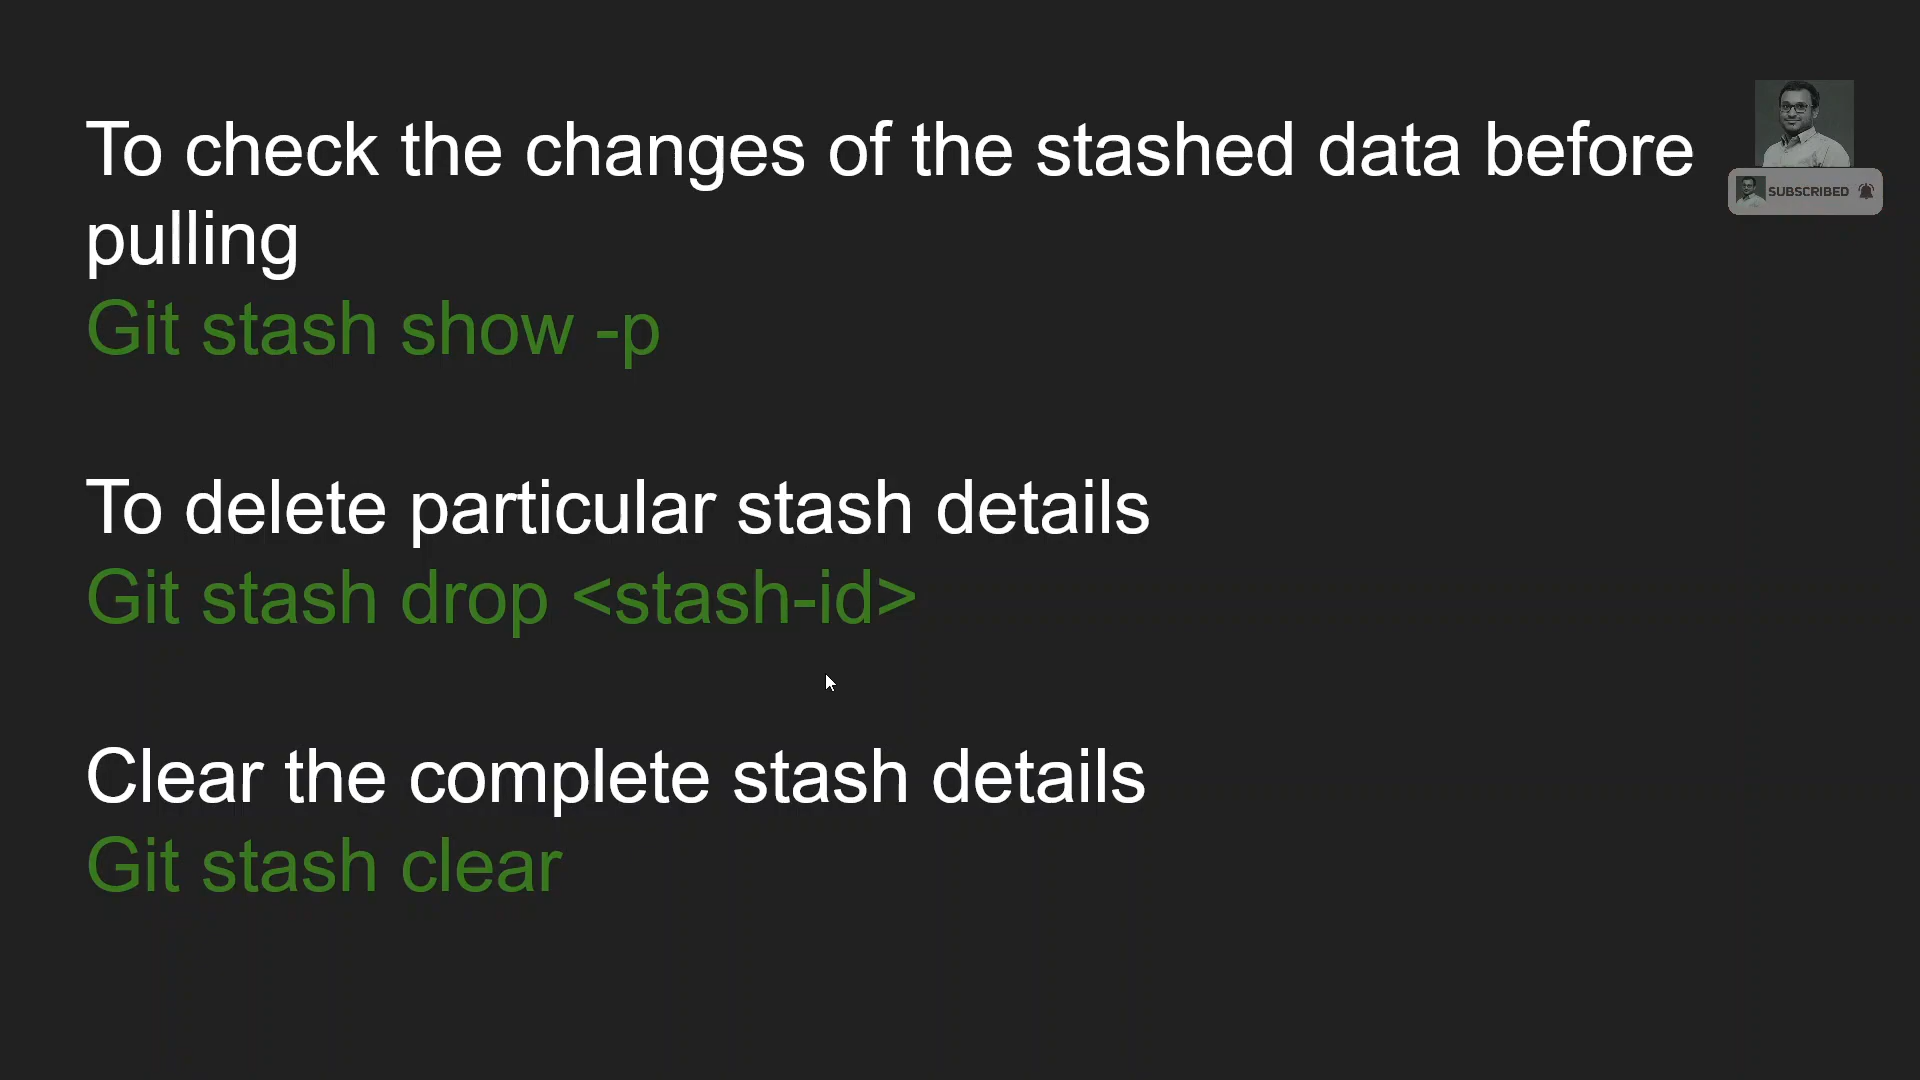 To check the changes of the stashed data before
pulling
Git stash show -p
To delete particular stash details
Git stash drop <stash-id>
Clear the complete stash details
Git stash clear
SUBSCRIBED